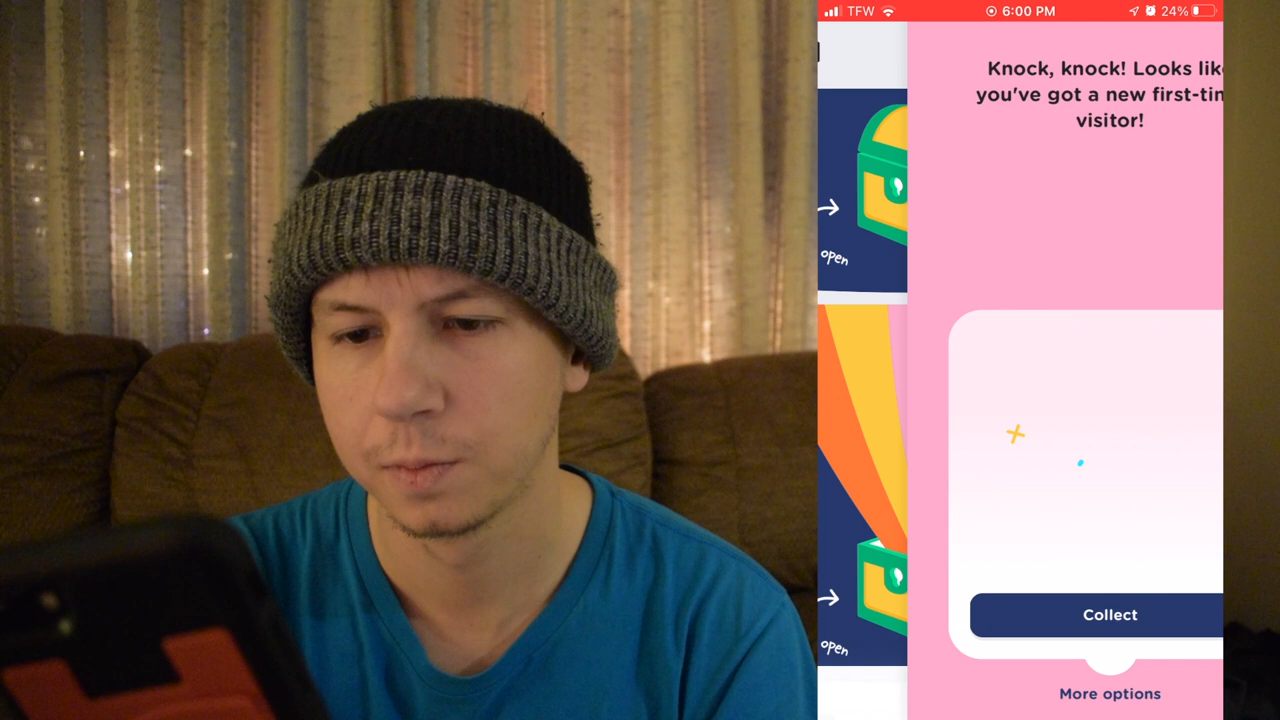 TFW 6:00 PM 24%
Knock, knock! Looks lik
you've got a new first-tin
visitor!
open
Collect
open
More options